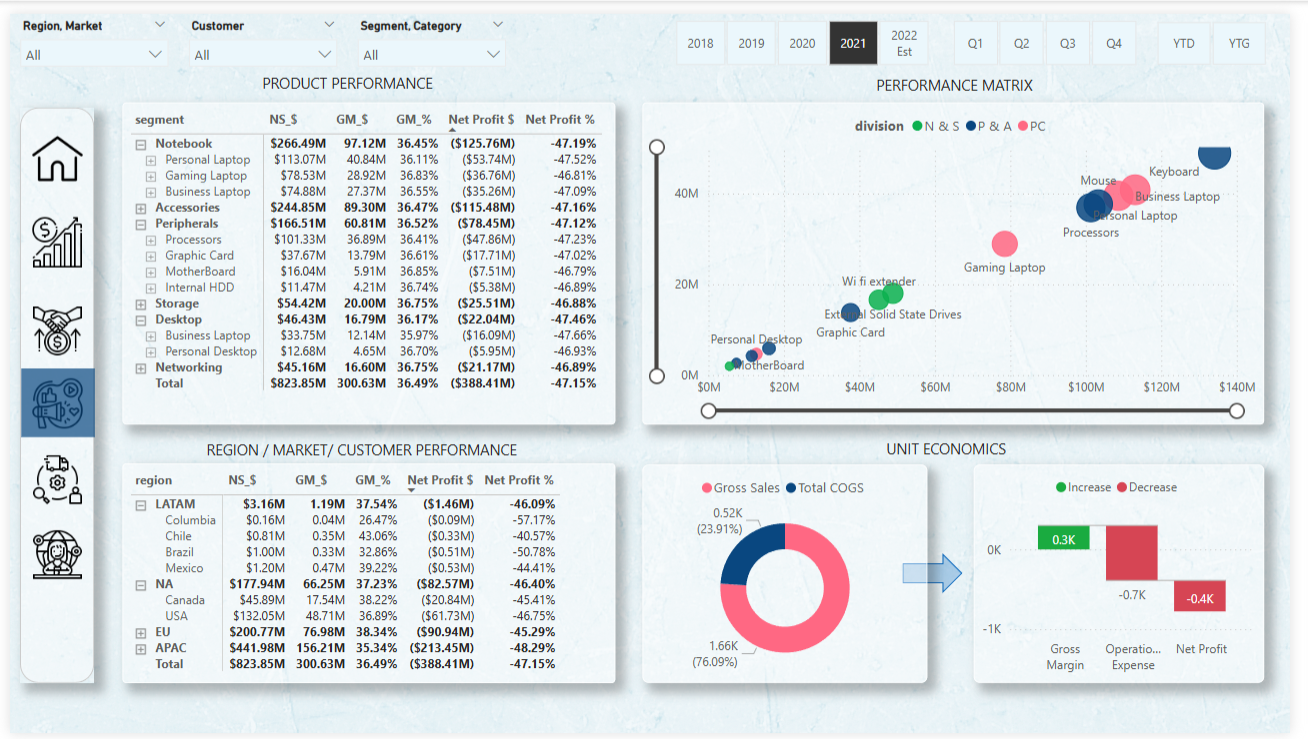 Region, Market Customer Segment, Category
All All All
2018 2019 2020 2021 2022 Est Q1 Q2 Q3 Q4 YTD YTG
PRODUCT PERFORMANCE
segment NS_$ GM_$ GM_% Net Profit $ Net Profit %
Notebook $266.49M 97.12M 36.45% ($125.76M) -47.19%
Personal Laptop $113.07M 40.84M 36.11% ($53.74M) -47.52%
Gaming Laptop $78.53M 28.92M 36.83% ($36.76M) -46.81%
Business Laptop $74.88M 27.37M 36.55% ($35.26M) -47.09%
Accessories $244.85M 89.30M 36.47% ($115.48M) -47.16%
Peripherals $166.51M 60.81M 36.52% ($78.45M) -47.12%
Processors $101.33M 36.89M 36.41% ($47.86M) -47.23%
Graphic Card $37.67M 13.79M 36.61% ($17.71M) -47.02%
MotherBoard $16.04M 5.91M 36.85% ($7.51M) -46.79%
Internal HDD $11.47M 4.21M 36.74% ($5.38M) -46.89%
Storage $54.42M 20.00M 36.75% ($25.51M) -46.88%
Desktop $46.43M 16.79M 36.17% ($22.04M) -47.46%
Business Laptop $33.75M 12.14M 35.97% ($16.09M) -47.66%
Personal Desktop $12.68M 4.65M 36.70% ($5.95M) -46.93%
Networking $45.16M 16.60M 36.75% ($21.17M) -46.89%
Total $823.85M 300.63M 36.49% ($388.41M) -47.15%
PERFORMANCE MATRIX
division N & S P & A PC
40M
20M
0M
Keyboard
Mouse
Business Laptop
Personal Laptop
Processors
Gaming Laptop
Wi fi extender
External Solid State Drives
Graphic Card
Personal Desktop
MotherBoard
$0M $20M $40M $60M $80M $100M $120M $140M
REGION / MARKET/ CUSTOMER PERFORMANCE
region NS_$ GM_$ GM_% Net Profit $ Net Profit %
LATAM $3.16M 1.19M 37.54% ($1.46M) -46.09%
Columbia $0.16M 0.04M 26.47% ($0.09M) -57.17%
Chile $0.81M 0.35M 43.06% ($0.33M) -40.57%
Brazil $1.00M 0.33M 32.86% ($0.51M) -50.78%
Mexico $1.20M 0.47M 39.22% ($0.53M) -44.41%
NA $177.94M 66.25M 37.23% ($82.57M) -46.40%
Canada $45.89M 17.54M 38.22% ($20.84M) -45.41%
USA $132.05M 48.71M 36.89% ($61.73M) -46.75%
EU $200.77M 76.98M 38.34% ($90.94M) -45.29%
APAC $441.98M 156.21M 35.34% ($213.45M) -48.29%
Total $823.85M 300.63M 36.49% ($388.41M) -47.15%
UNIT ECONOMICS
Gross Sales Total COGS
0.52K
(23.91%)
1.66K
(76.09%)
Increase Decrease
0K
-1K
0.3K
-0.7K
-0.4K
Gross Margin
Operatio... Expense
Net Profit